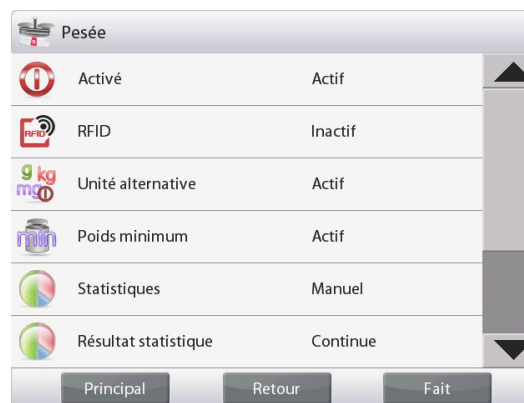 Pesée
Activé Actif
RFID RFID Inactif
g kg mg Unité alternative Actif
min Poids minimum Actif
Statistiques Manuel
Résultat statistique Continue
Principal Retour Fait